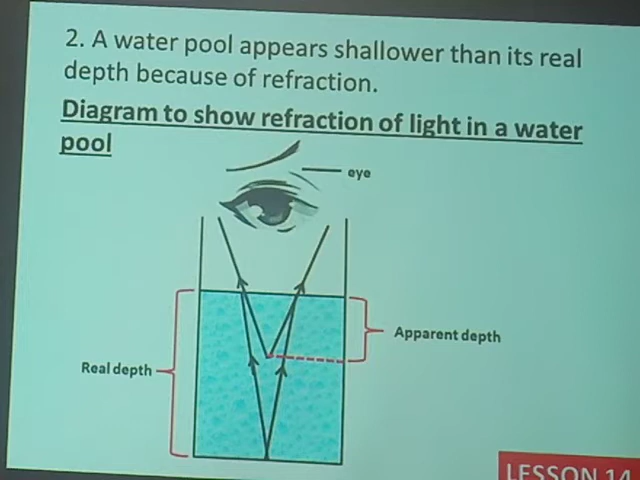 2. A water pool appears shallower than its real
depth because of refraction.
Diagram to show refraction of light in a water
pool
eye
Apparent depth
Real depth
LESSON 14